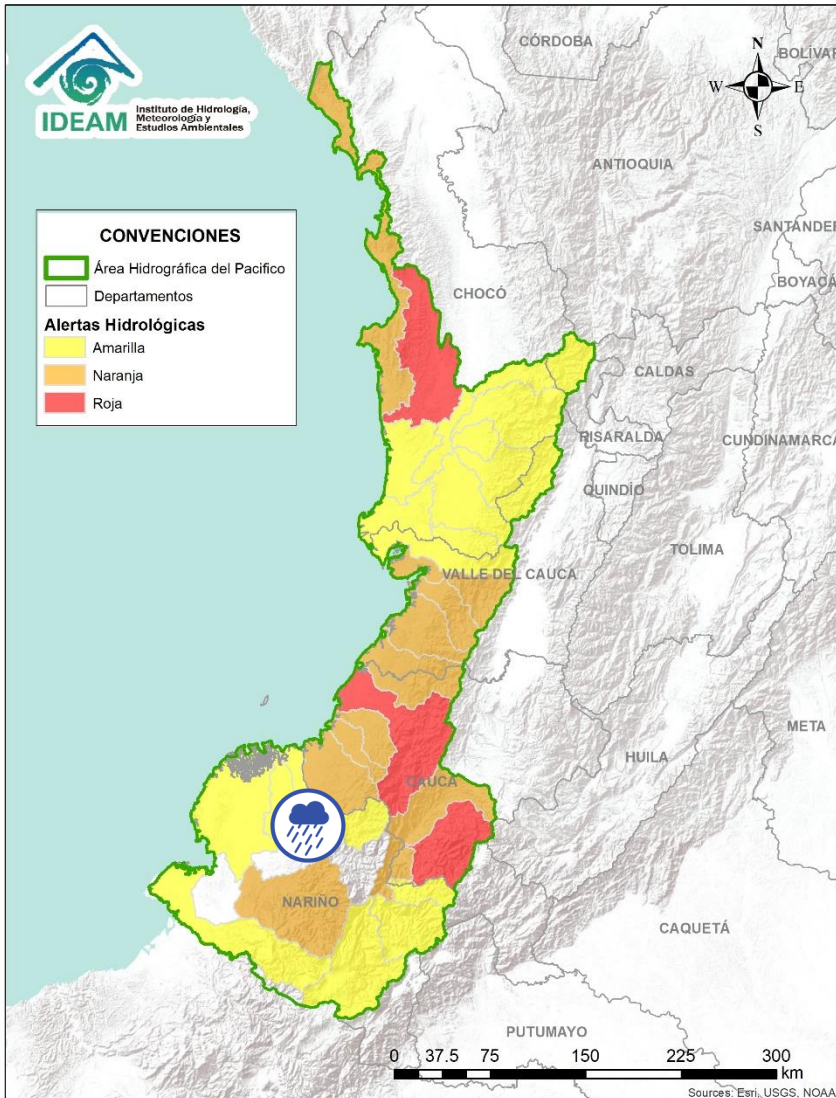 IDEAM
Instituto de Hidrología,
Meteorología y
Estudios Ambientales
N
W E
S
CÓRDOBA
BOLÍVAR
ANTIOQUIA
SANTANDER
BOYACÁ
CONVENCIONES
Área Hidrográfica del Pacifico
Departamentos
Alertas Hidrológicas
Amarilla
Naranja
Roja
CHOCÓ
CALDAS
RISARALDA
CUNDINAMARCA
QUINDÍO
TOLIMA
VALLE DEL CAUCA
META
HUILA
CAUCA
NARIÑO
CAQUETÁ
PUTUMAYO
0 37.5 75 150 225 300
km
Sources: Esri, USGS, NOAA